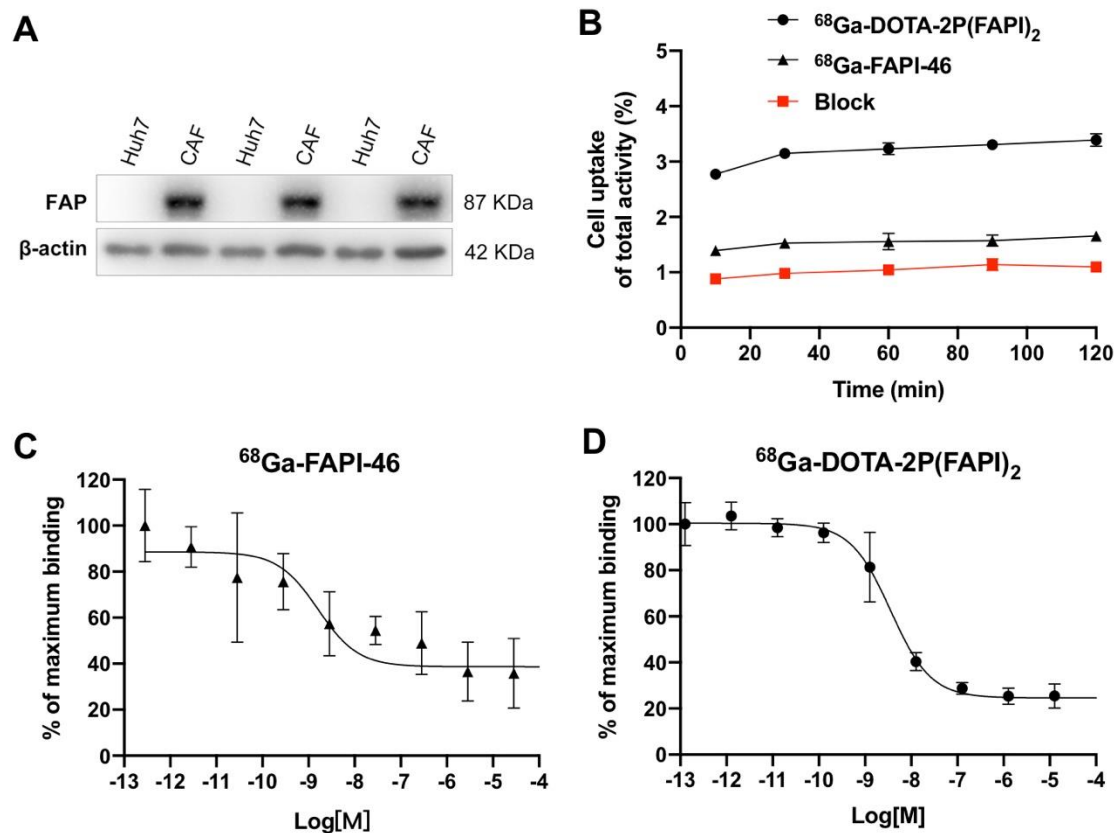 A
Huh7 CAF Huh7 CAF Huh7 CAF
FAP 87 KDa
β-actin 42 KDa
B
⁶⁸Ga-DOTA-2P(FAPI)₂
⁶⁸Ga-FAPI-46
Block
Cell uptake
of total activity (%)
5
4
3
2
1
0
0 20 40 60 80 100 120
Time (min)
C
⁶⁸Ga-FAPI-46
% of maximum binding
120
100
80
60
40
20
0
-13 -12 -11 -10 -9 -8 -7 -6 -5 -4
Log[M]
D
⁶⁸Ga-DOTA-2P(FAPI)₂
% of maximum binding
120
100
80
60
40
20
0
-13 -12 -11 -10 -9 -8 -7 -6 -5 -4
Log[M]